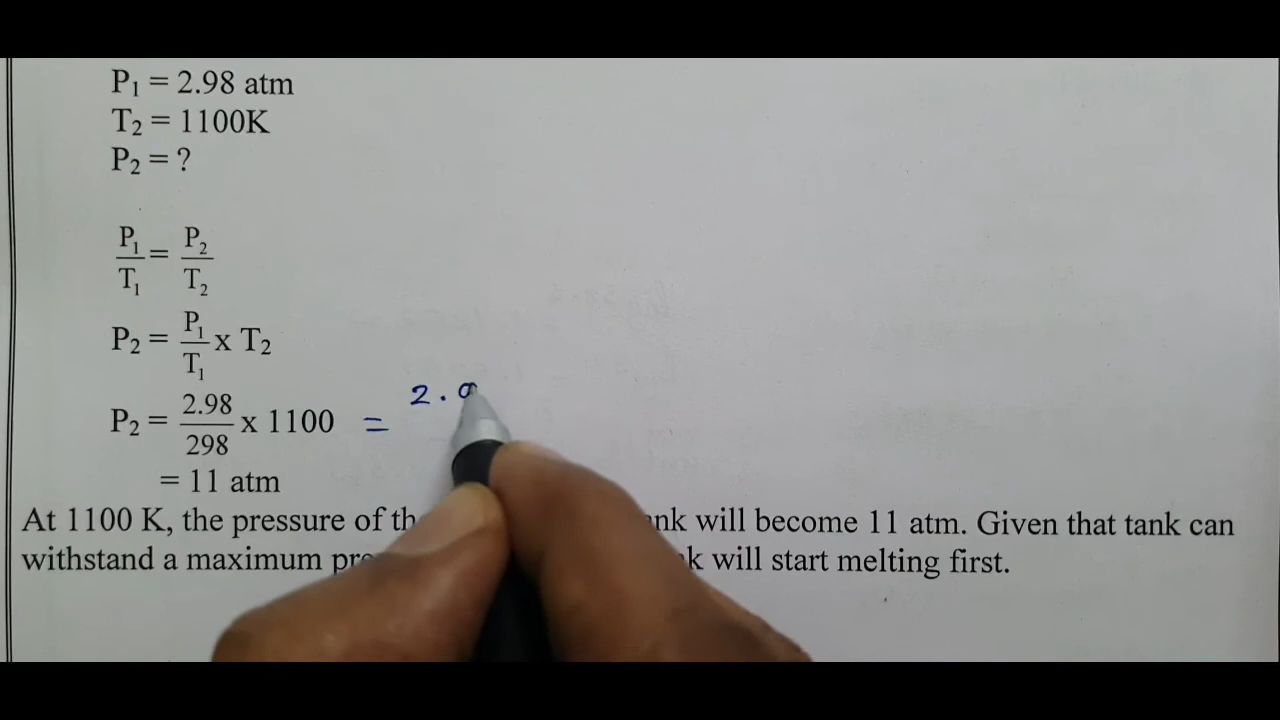 P₁ = 2.98 atm
T₂ = 1100K
P₂ = ?
P₁/T₁ = P₂/T₂
P₂ = P₁/T₁ x T₂
P₂ = 2.98/298 x 1100 = 2.9
= 11 atm
At 1100 K, the pressure of th nk will become 11 atm. Given that tank can
withstand a maximum pre k will start melting first.